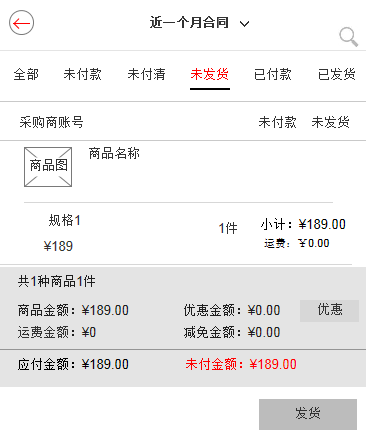 近一个月合同
全部 未付款 未付清 未发货 已付款 已发货
采购商账号 未付款 未发货
商品图 商品名称
规格1 1件 小计：¥189.00
¥189 运费：¥0.00
共1种商品1件
商品金额：¥189.00 优惠金额：¥0.00 优惠
运费金额：¥0 减免金额：¥0.00
应付金额：¥189.00 未付金额：¥189.00
发货